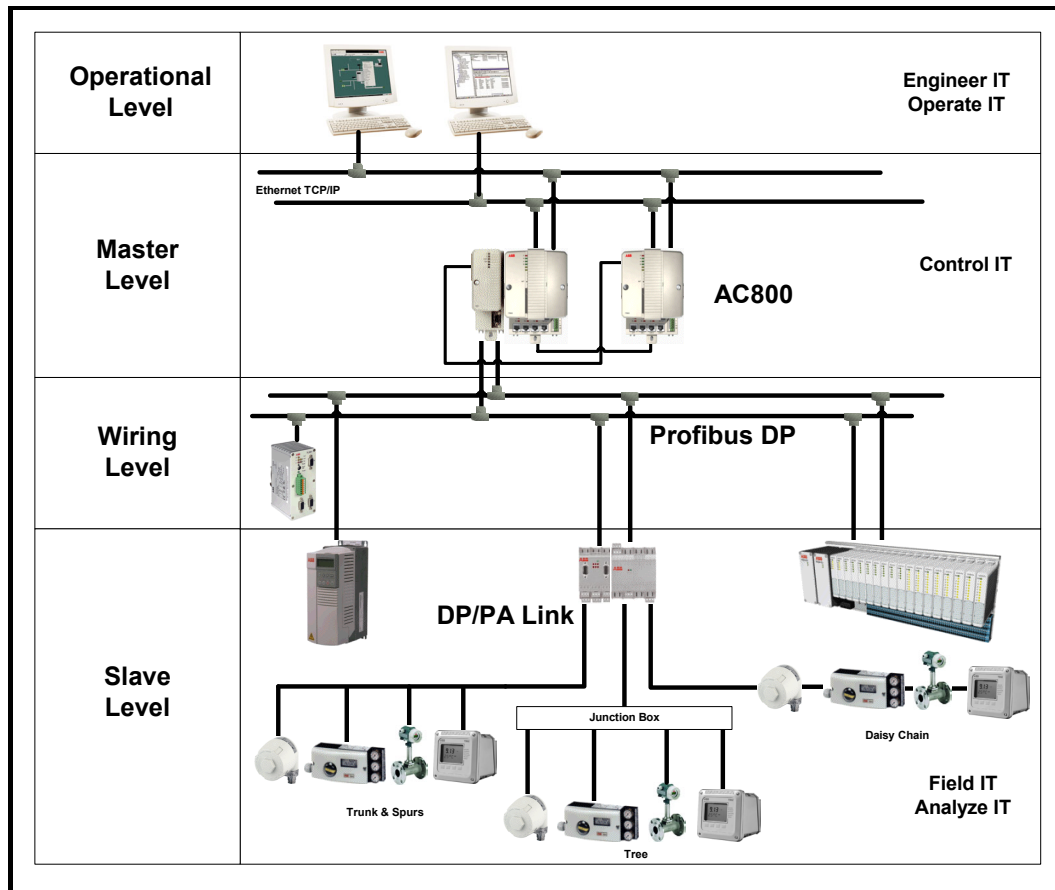 Operational
Level
Engineer IT
Operate IT
Ethernet TCP/IP
Master
Level
Control IT
AC800
Wiring
Level
Profibus DP
Slave
Level
DP/PA Link
Junction Box
Daisy Chain
Trunk & Spurs
Tree
Field IT
Analyze IT